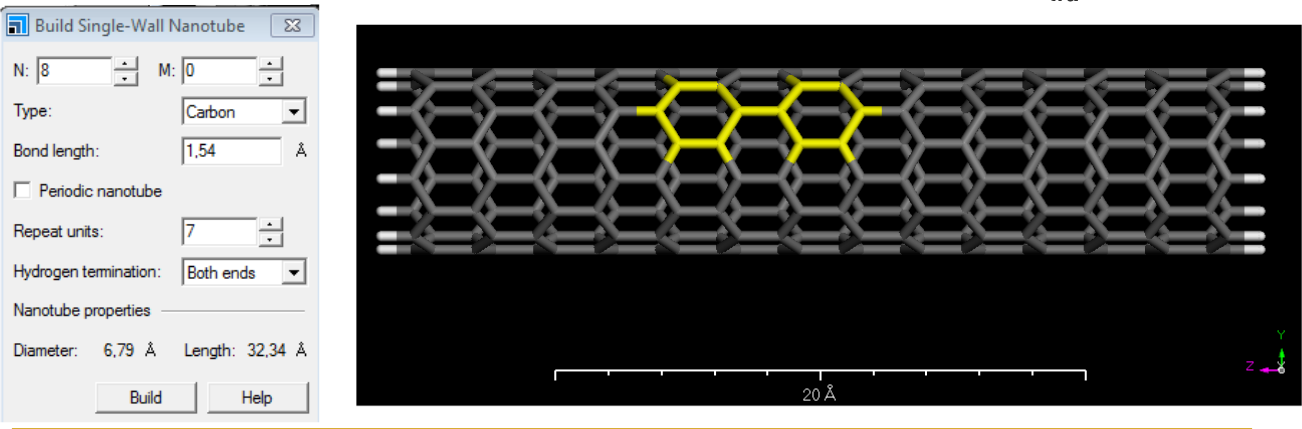 Build Single-Wall Nanotube
N: 8 M: 0
Type: Carbon
Bond length: 1,54 Å
Periodic nanotube
Repeat units: 7
Hydrogen termination: Both ends
Nanotube properties
Diameter: 6,79 Å Length: 32,34 Å
Build Help
20 Å
Y
Z X